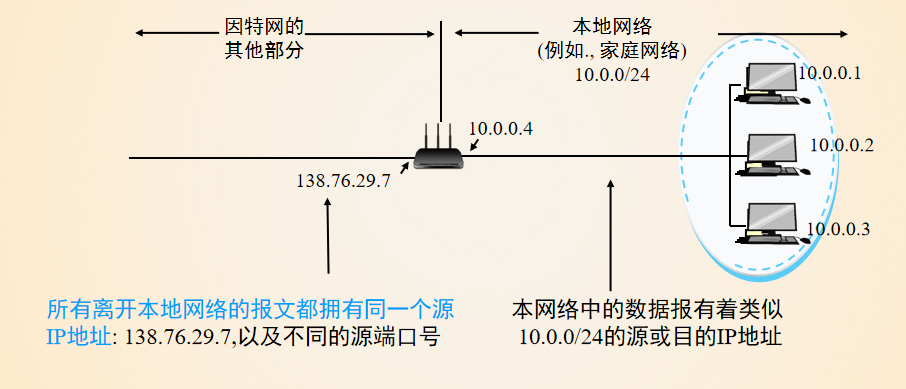 因特网的
其他部分
本地网络
(例如., 家庭网络)
10.0.0/24
10.0.0.1
10.0.0.4
10.0.0.2
138.76.29.7
10.0.0.3
所有离开本地网络的报文都拥有同一个源
IP地址: 138.76.29.7,以及不同的源端口号
本网络中的数据报有着类似
10.0.0/24的源或目的IP地址